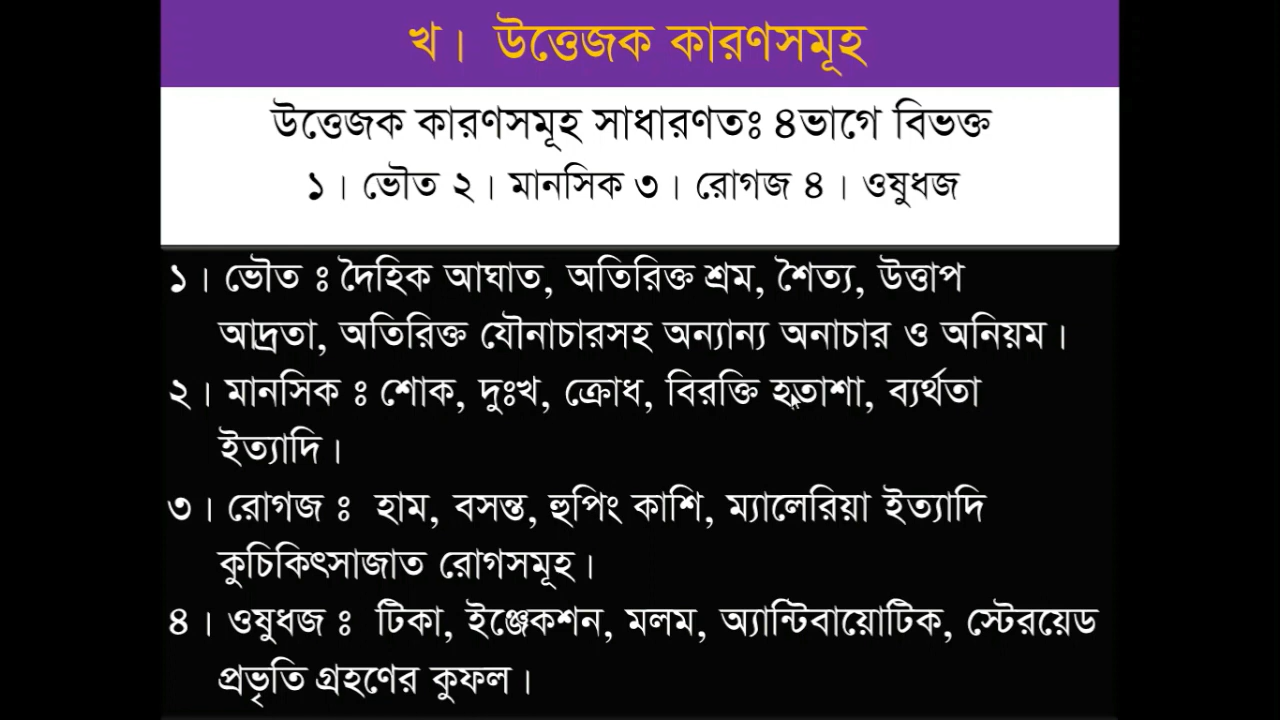 খ। উত্তেজক কারণসমূহ
উত্তেজক কারণসমূহ সাধারণতঃ ৪ভাগে বিভক্ত
১। ভৌত ২। মানসিক ৩। রোগজ ৪। ওষুধজ
১। ভৌত ঃ দৈহিক আঘাত, অতিরিক্ত শ্রম, শৈত্য, উত্তাপ
আদ্রতা, অতিরিক্ত যৌনাচারসহ অন্যান্য অনাচার ও অনিয়ম।
২। মানসিক ঃ শোক, দুঃখ, ক্রোধ, বিরক্তি হতাশা, ব্যর্থতা
ইত্যাদি।
৩। রোগজ ঃ হাম, বসন্ত, হুপিং কাশি, ম্যালেরিয়া ইত্যাদি
কুচিকিৎসাজাত রোগসমূহ।
৪। ওষুধজ ঃ টিকা, ইঞ্জেকশন, মলম, অ্যান্টিবায়োটিক, স্টেরয়েড
প্রভৃতি গ্রহণের কুফল।